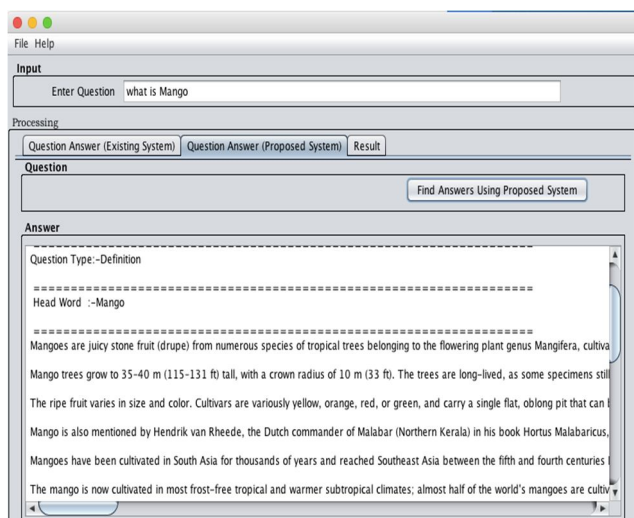 File Help
Input
Enter Question what is Mango
Processing
Question Answer (Existing System) Question Answer (Proposed System) Result
Question
Find Answers Using Proposed System
Answer
==================================================================
Question Type:-Definition
==================================================================
Head Word :-Mango
==================================================================
Mangoes are juicy stone fruit (drupe) from numerous species of tropical trees belonging to the flowering plant genus Mangifera, cultiva
Mango trees grow to 35-40 m (115-131 ft) tall, with a crown radius of 10 m (33 ft). The trees are long-lived, as some specimens still
The ripe fruit varies in size and color. Cultivars are variously yellow, orange, red, or green, and carry a single flat, oblong pit that can
Mango is also mentioned by Hendrik van Rheede, the Dutch commander of Malabar (Northern Kerala) in his book Hortus Malabaricus,
Mangoes have been cultivated in South Asia for thousands of years and reached Southeast Asia between the fifth and fourth centuries
The mango is now cultivated in most frost-free tropical and warmer subtropical climates; almost half of the world's mangoes are cultiv